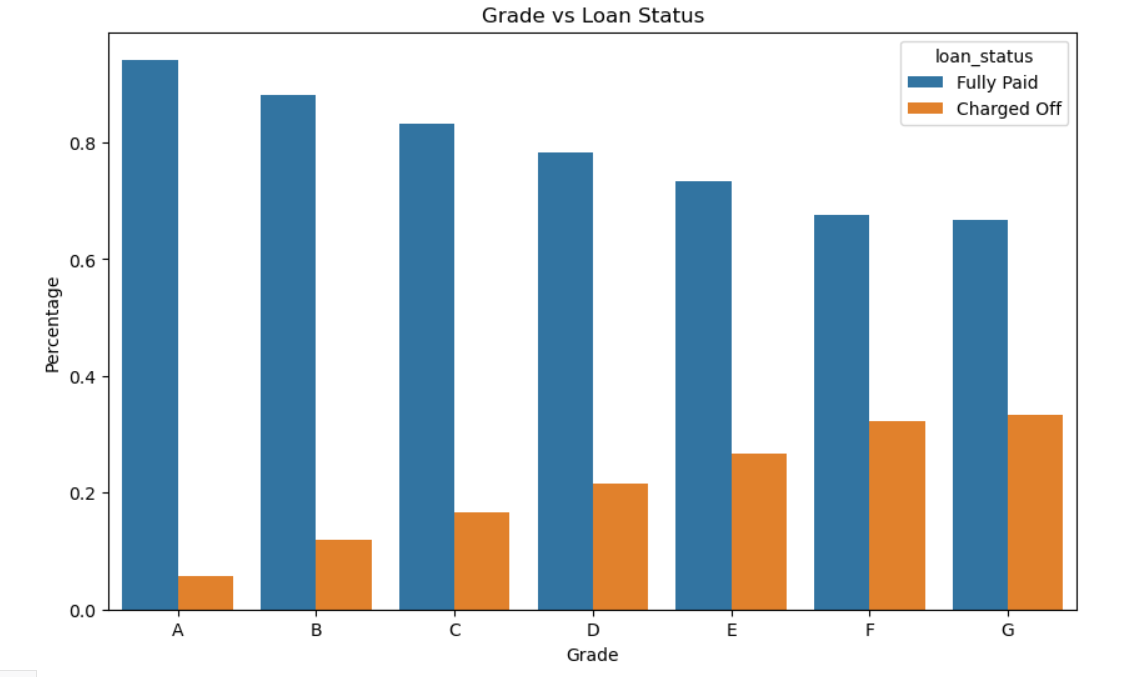 Grade vs Loan Status
loan_status
Fully Paid
Charged Off
Percentage
0.8
0.6
0.4
0.2
0.0
A B C D E F G
Grade